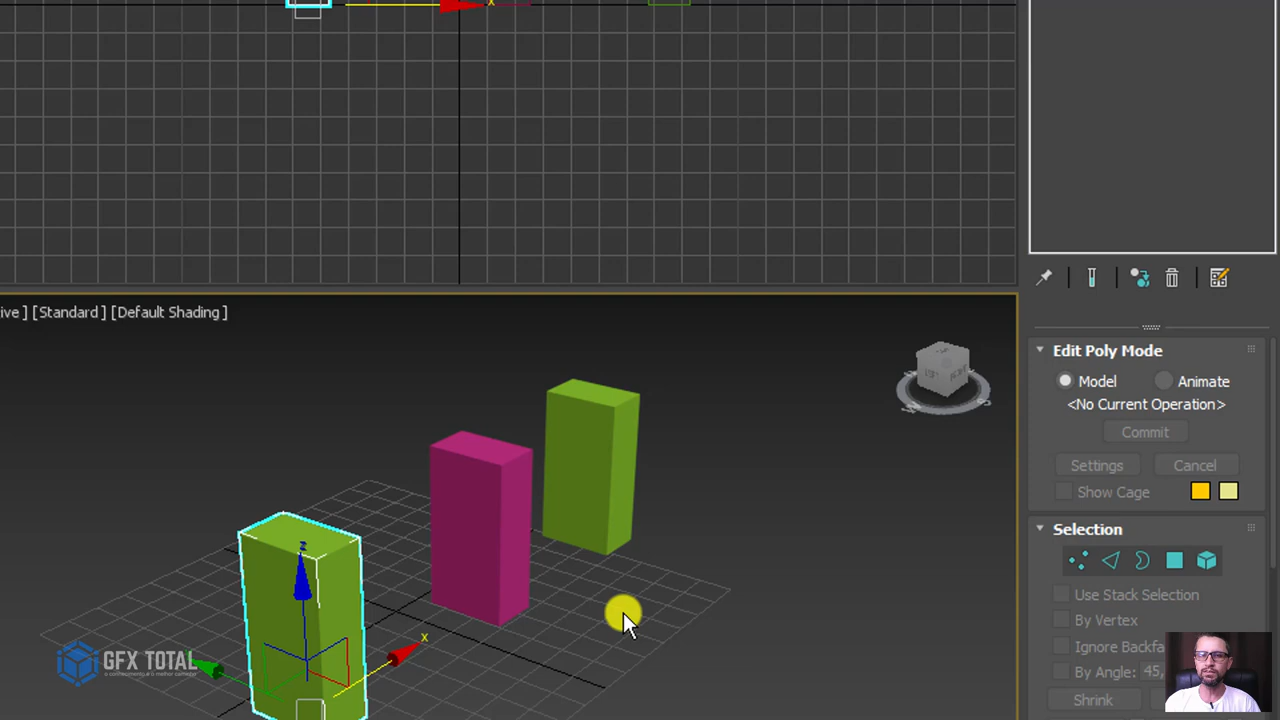 x
ive ] [Standard ] [Default Shading ]
Edit Poly Mode
Model
Animate
<No Current Operation>
Commit
Settings
Cancel
Show Cage
Selection
Use Stack Selection
By Vertex
Ignore Backfa
By Angle: 45,
Shrink
z
x
GFX TOTAL